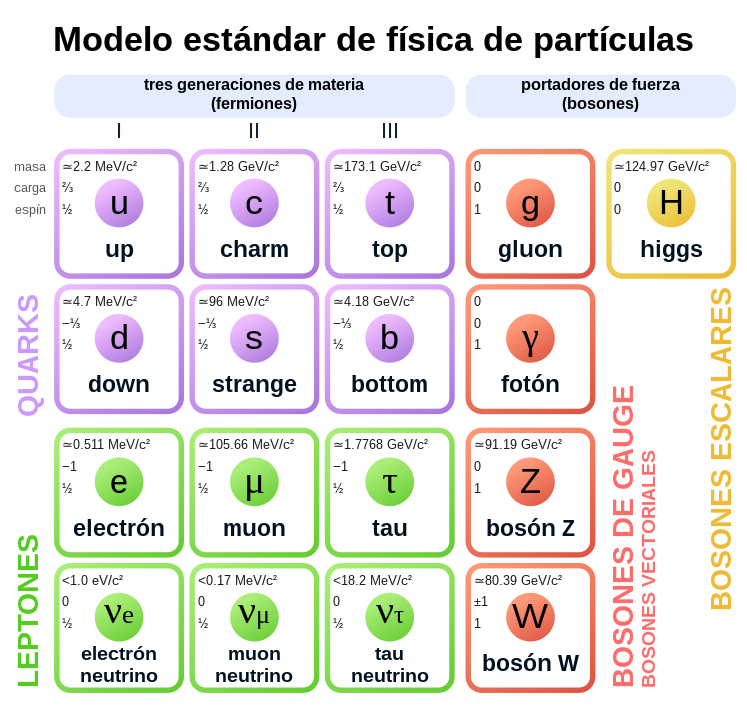 Modelo estándar de física de partículas
tres generaciones de materia
(fermiones)
portadores de fuerza
(bosones)
I
II
III
masa
carga
espín
≃2.2 MeV/c²
⅔
½
u
up
≃1.28 GeV/c²
⅔
½
c
charm
≃173.1 GeV/c²
⅔
½
t
top
0
0
1
g
gluon
≃124.97 GeV/c²
0
0
H
higgs
QUARKS
≃4.7 MeV/c²
−⅓
½
d
down
≃96 MeV/c²
−⅓
½
s
strange
≃4.18 GeV/c²
−⅓
½
b
bottom
0
0
1
γ
fotón
LEPTONES
≃0.511 MeV/c²
−1
½
e
electrón
≃105.66 MeV/c²
−1
½
μ
muon
≃1.7768 GeV/c²
−1
½
τ
tau
≃91.19 GeV/c²
0
1
Z
bosón Z
<1.0 eV/c²
0
½
νe
electrón
neutrino
<0.17 MeV/c²
0
½
νμ
muon
neutrino
<18.2 MeV/c²
0
½
ντ
tau
neutrino
≃80.39 GeV/c²
±1
1
W
bosón W
BOSONES DE GAUGE
BOSONES VECTORIALES
BOSONES ESCALARES